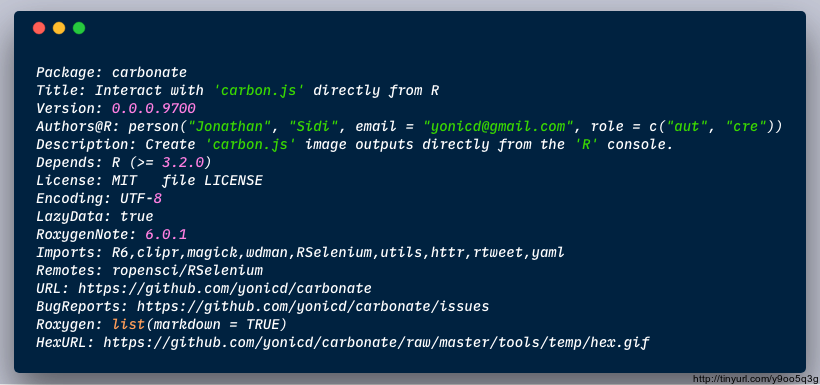 Package: carbonate
Title: Interact with 'carbon.js' directly from R
Version: 0.0.0.9700
Authors@R: person("Jonathan", "Sidi", email = "yonicd@gmail.com", role = c("aut", "cre"))
Description: Create 'carbon.js' image outputs directly from the 'R' console.
Depends: R (>= 3.2.0)
License: MIT   file LICENSE
Encoding: UTF-8
LazyData: true
RoxygenNote: 6.0.1
Imports: R6,clipr,magick,wdman,RSelenium,utils,httr,rtweet,yaml
Remotes: ropensci/RSelenium
URL: https://github.com/yonicd/carbonate
BugReports: https://github.com/yonicd/carbonate/issues
Roxygen: list(markdown = TRUE)
HexURL: https://github.com/yonicd/carbonate/raw/master/tools/temp/hex.gif
http://tinyurl.com/y9oo5q3g